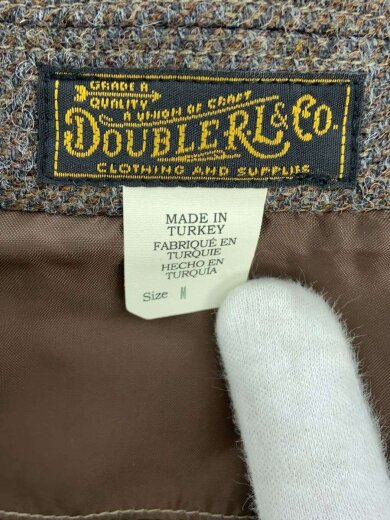 GRADE A
QUALITY
A UNION OF CRAFT
DOUBLE RL & CO.
CLOTHING AND SUPPLIES
MADE IN
TURKEY
FABRIQUÉ EN
TURQUIE
HECHO EN
TURQUÍA
Size M